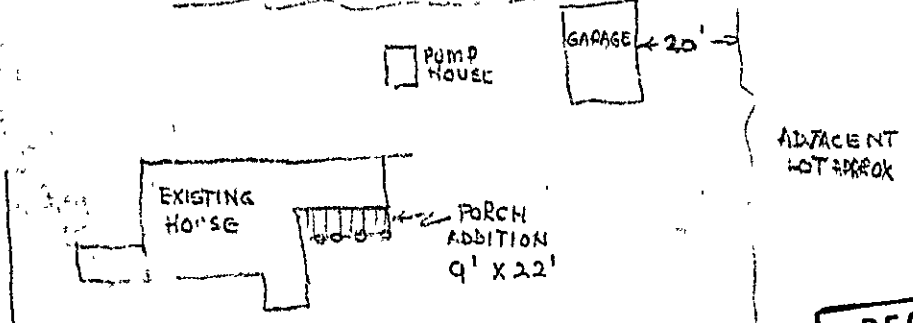 GARAGE
20'
PUMP
HOUSE
ADJACENT
LOT APPROX
EXISTING
HOUSE
PORCH
ADDITION
9' X 22'